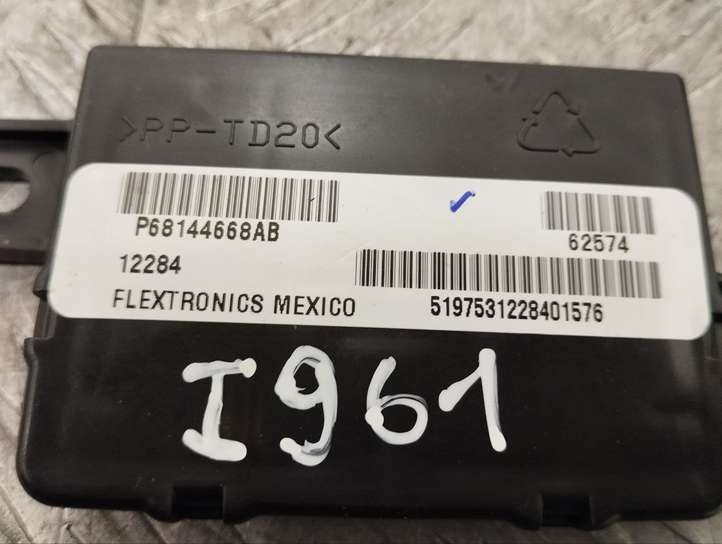 >PP-TD20<
P68144668AB
62574
12284
FLEXTRONICS MEXICO
5197531228401576
I961